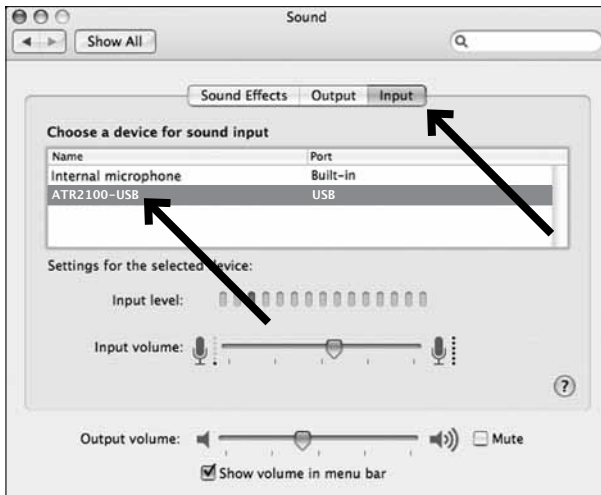 Sound
Show All
Sound Effects Output Input
Choose a device for sound input
Name Port
Internal microphone Built-in
ATR2100-USB USB
Settings for the selected device:
Input level:
Input volume:
?
Output volume: Mute
Show volume in menu bar